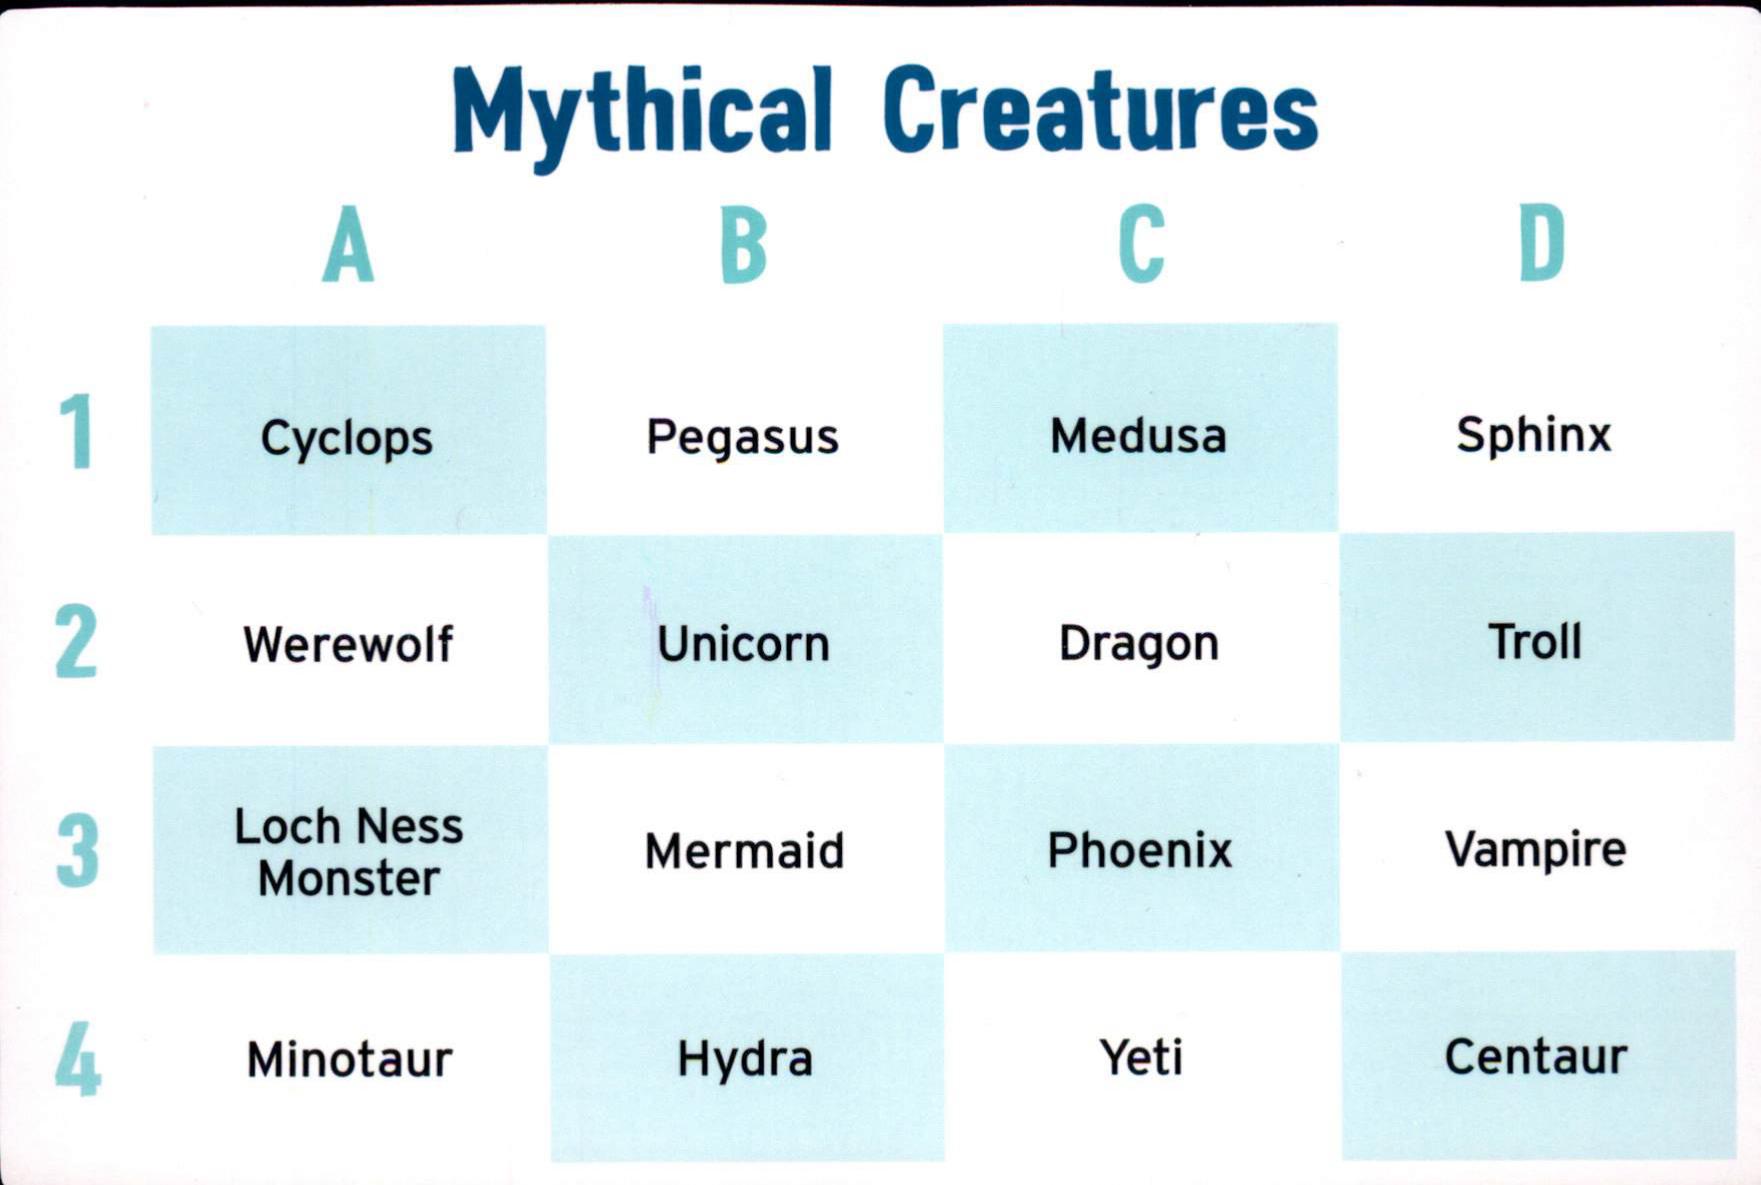 Mythical Creatures
A B C D
1 Cyclops Pegasus Medusa Sphinx
2 Werewolf Unicorn Dragon Troll
3 Loch Ness Monster Mermaid Phoenix Vampire
4 Minotaur Hydra Yeti Centaur